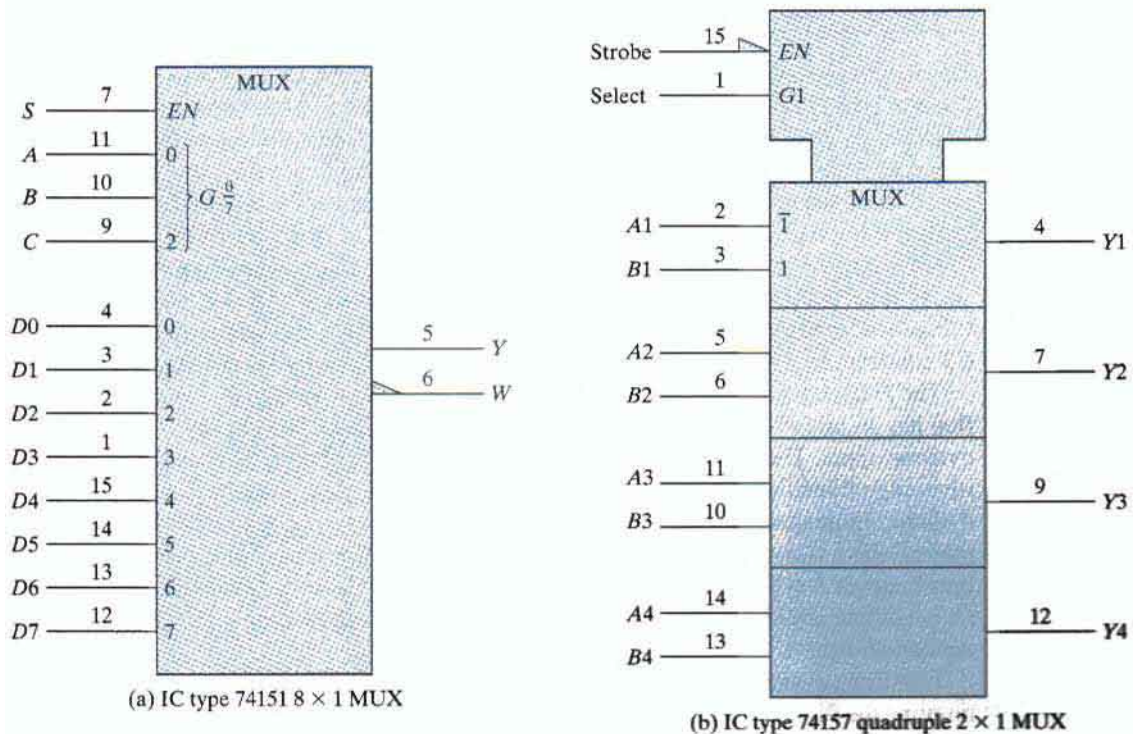 MUX
S 7 EN
A 11 0
B 10 G 0/7
C 9 2
D0 4 0
D1 3 1
D2 2 2
D3 1 3
D4 15 4
D5 14 5
D6 13 6
D7 12 7
5 Y
6 W
(a) IC type 74151 8 × 1 MUX
Strobe 15 EN
Select 1 G1
MUX
A1 2 1̅
B1 3 1
4 Y1
A2 5
B2 6
7 Y2
A3 11
B3 10
9 Y3
A4 14
B4 13
12 Y4
(b) IC type 74157 quadruple 2 × 1 MUX